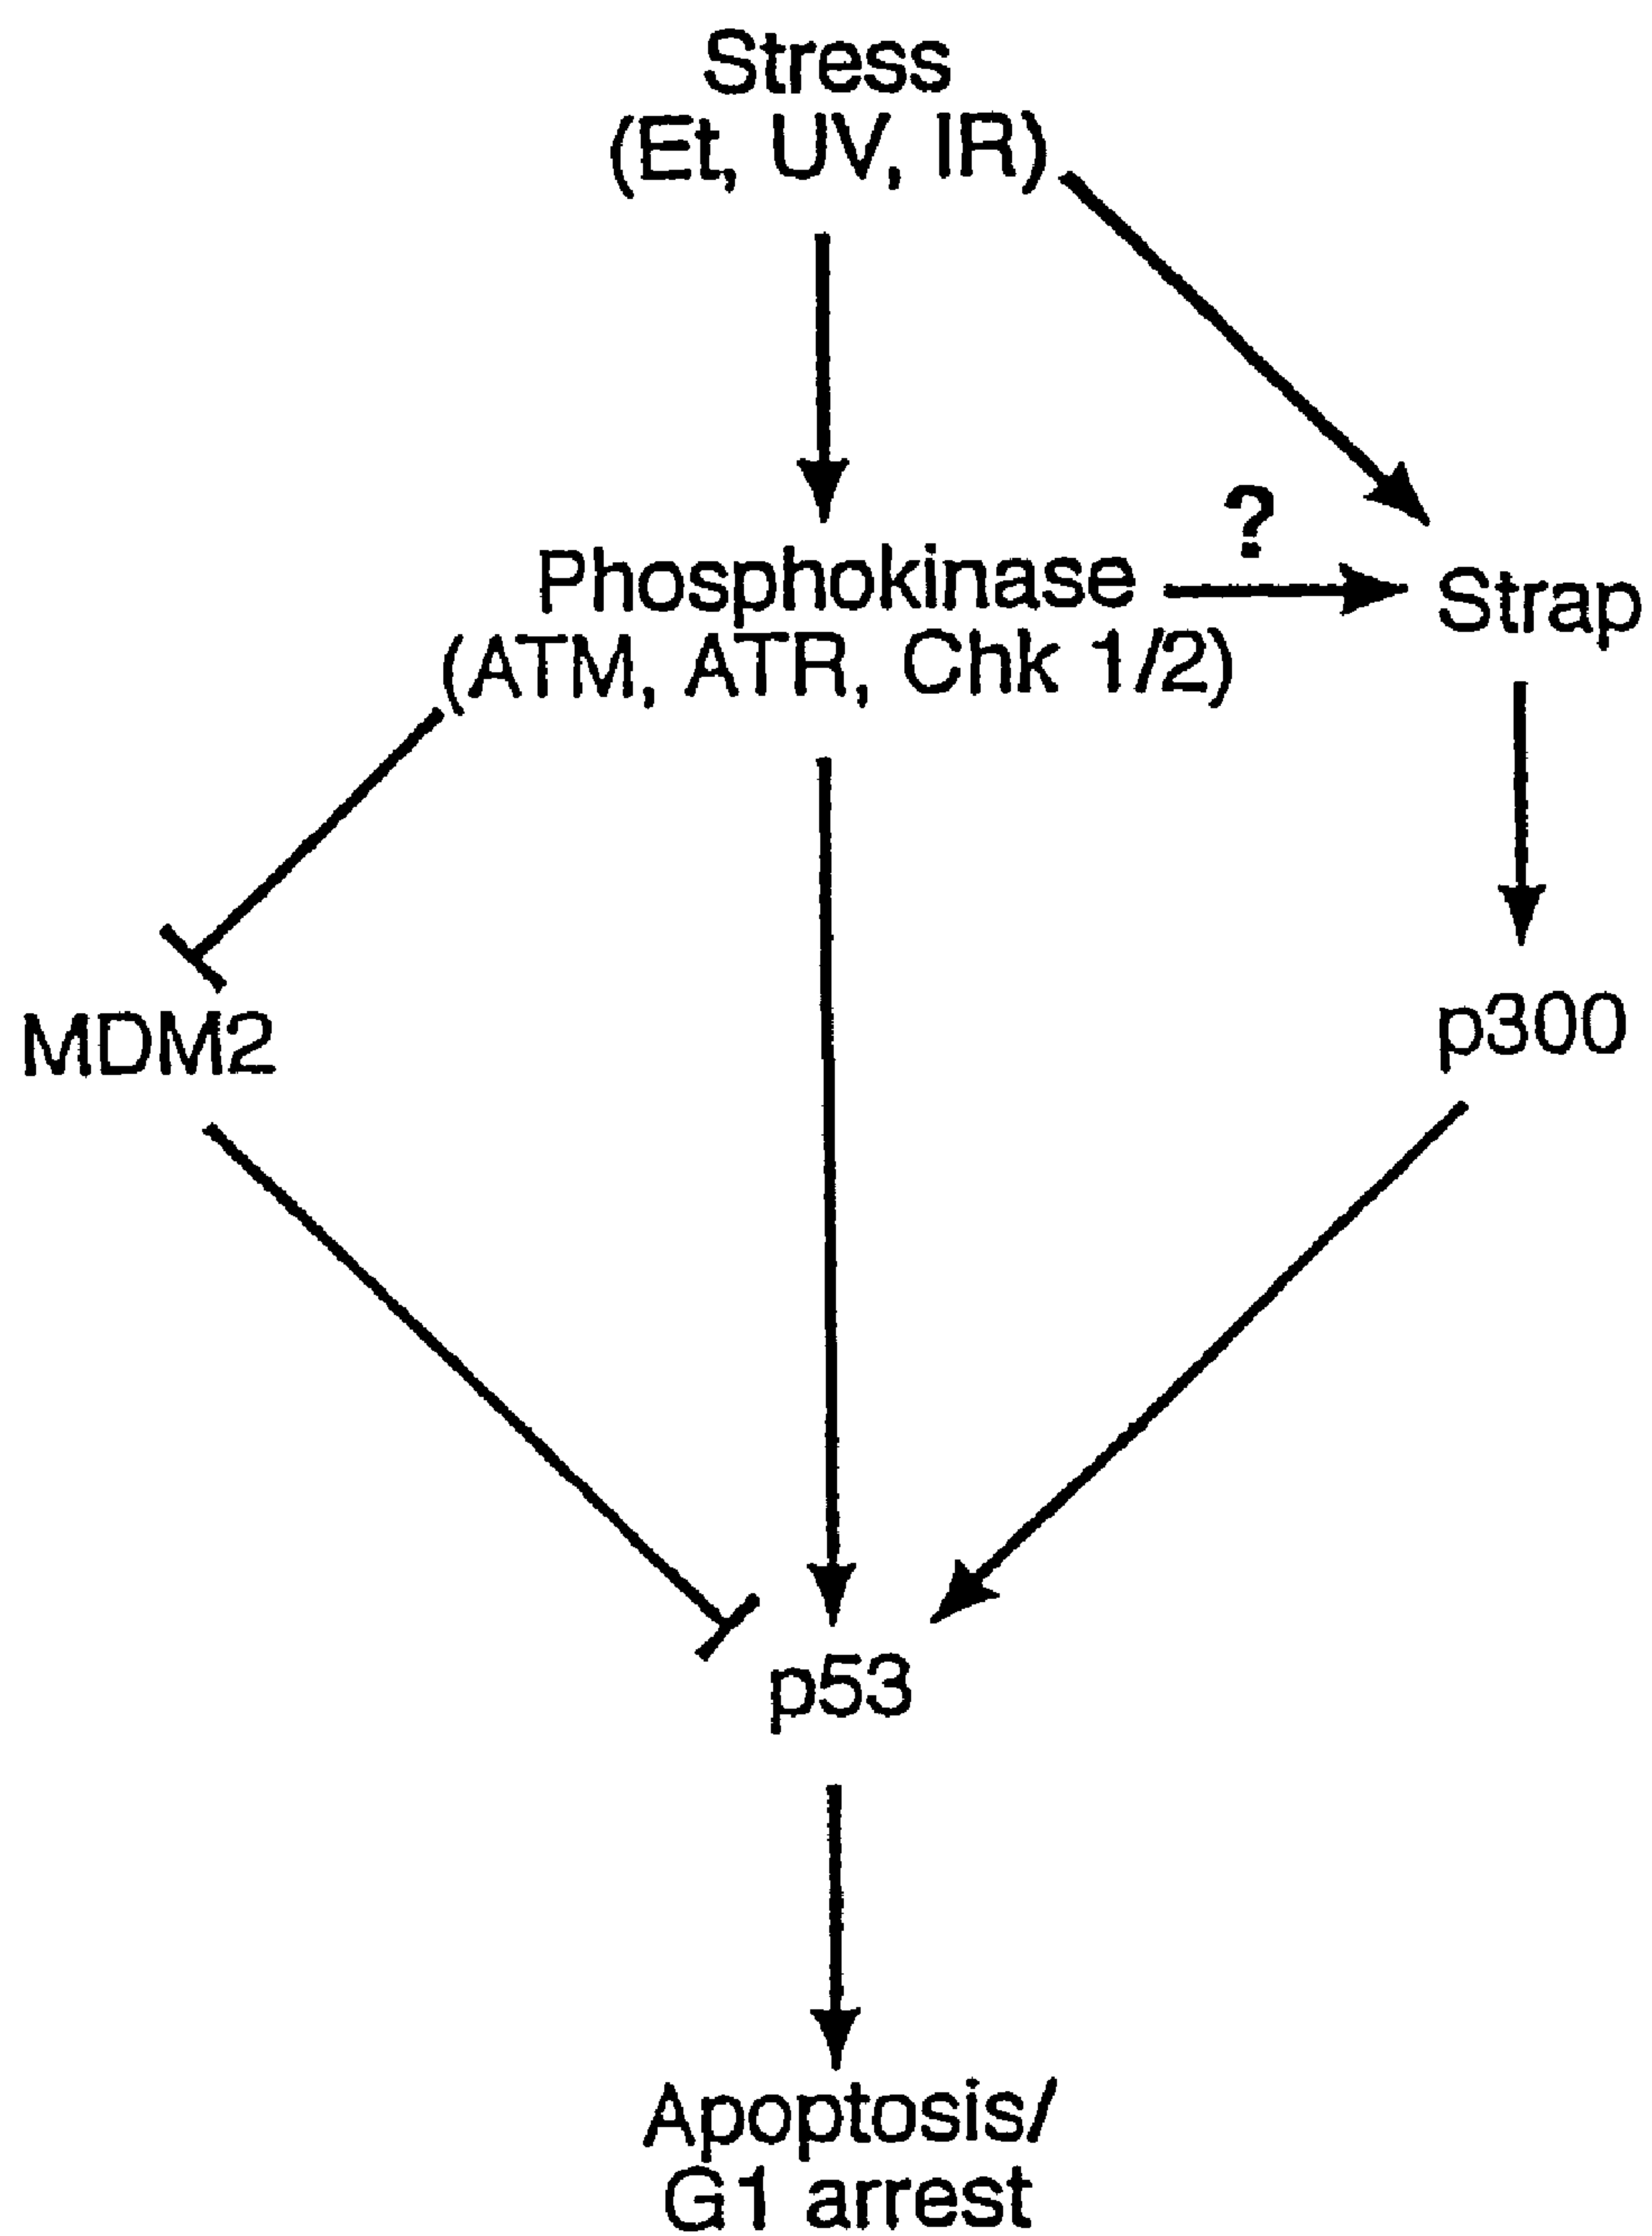 Stress
(Et, UV, IR)
?
Phosphokinase
Strap
(ATM, ATR, Chk 1/2)
MDM2
p300
p53
Apoptosis/
G1 arrest